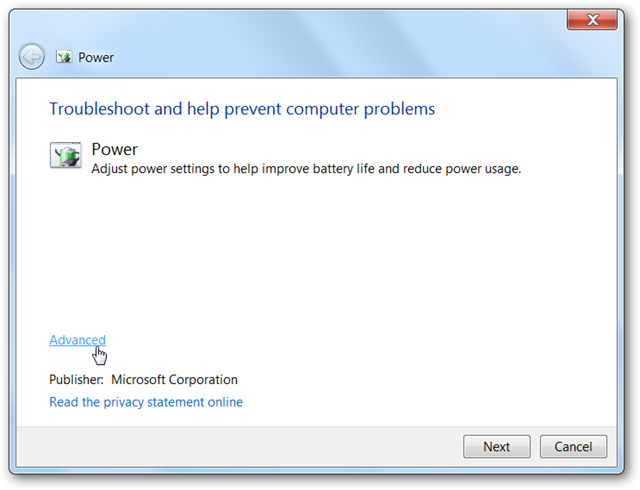 Power
Troubleshoot and help prevent computer problems
Power
Adjust power settings to help improve battery life and reduce power usage.
Advanced
Publisher: Microsoft Corporation
Read the privacy statement online
Next Cancel